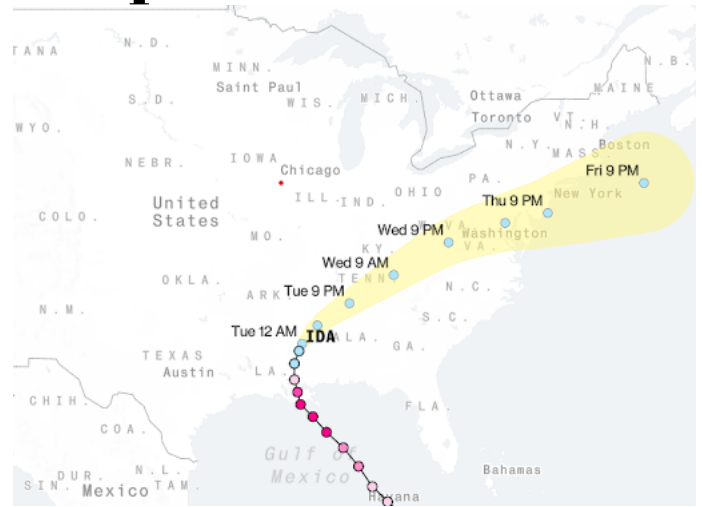 N.D.
TANA
MINN.
Saint Paul
WIS.
MICH.
Ottawa
Toronto
N.B.
MAINE
VT.
N.H.
S.D.
WYO.
N.Y.
MASS.
Boston
NEBR.
IOWA
Chicago
Fri 9 PM
PA.
New York
ILL.
IND.
OHIO
Thu 9 PM
United
States
COLO.
MO.
Wed 9 PM
W.VA.
Washington
VA.
KY.
Wed 9 AM
TENN.
OKLA.
ARK.
Tue 9 PM
N.C.
N.M.
S.C.
Tue 12 AM
IDA
ALA.
GA.
TEXAS
Austin
LA.
CHIH.
FLA.
COA.
Gulf of
Mexico
Bahamas
N.L.
DUR.
SIN.
Mexico
TAM.
Havana